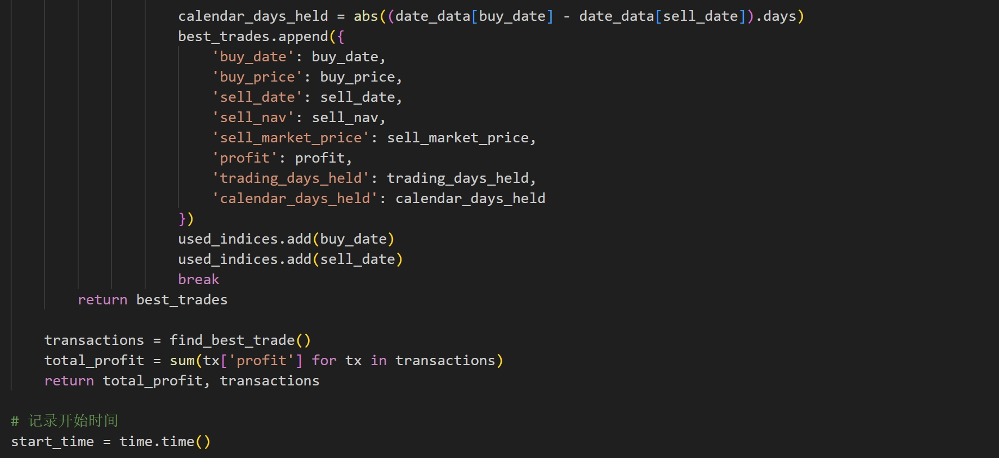 calendar_days_held = abs((date_data[buy_date] - date_data[sell_date]).days)
best_trades.append({
'buy_date': buy_date,
'buy_price': buy_price,
'sell_date': sell_date,
'sell_nav': sell_nav,
'sell_market_price': sell_market_price,
'profit': profit,
'trading_days_held': trading_days_held,
'calendar_days_held': calendar_days_held
})
used_indices.add(buy_date)
used_indices.add(sell_date)
break
return best_trades
transactions = find_best_trade()
total_profit = sum(tx['profit'] for tx in transactions)
return total_profit, transactions
# 记录开始时间
start_time = time.time()